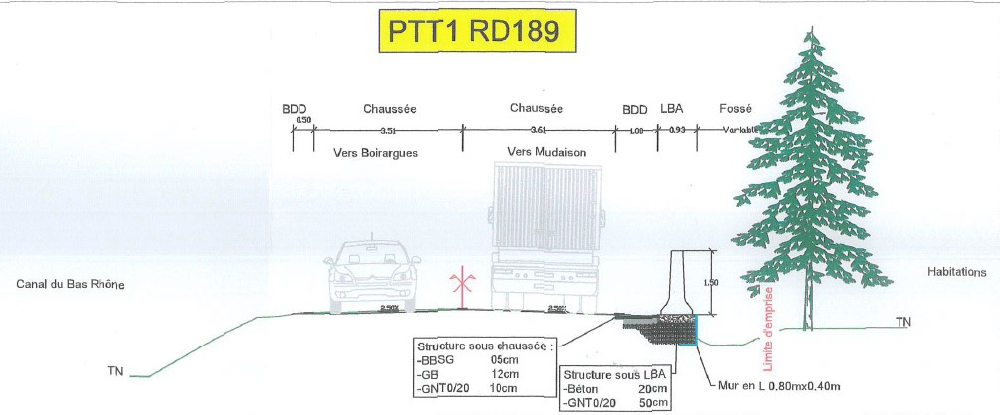 PTT1 RD189
BDD Chaussée Chaussée BDD LBA Fossé
0.50 3.51 3.61 1.00 0.93 Variable
Vers Boirargues Vers Mudaison
Canal du Bas Rhône
Habitations
1.50
2.50% 2.50%
Limite d'emprise
TN
TN
Structure sous chaussée :
-BBSG 05cm
-GB 12cm
-GNT0/20 10cm
Structure sous LBA
-Béton 20cm
-GNT0/20 50cm
Mur en L 0.80mx0.40m